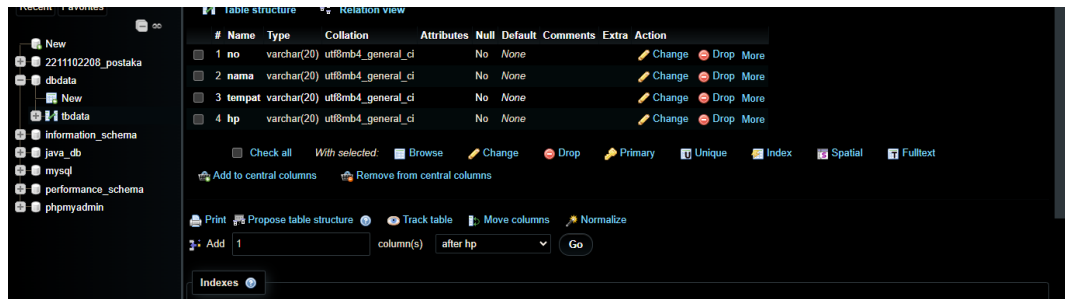 Recent Favorites
New
2211102208_postaka
dbdata
New
tbdata
information_schema
java_db
mysql
performance_schema
phpmyadmin
Table structure Relation view
# Name Type Collation Attributes Null Default Comments Extra Action
1 no varchar(20) utf8mb4_general_ci No None Change Drop More
2 nama varchar(20) utf8mb4_general_ci No None Change Drop More
3 tempat varchar(20) utf8mb4_general_ci No None Change Drop More
4 hp varchar(20) utf8mb4_general_ci No None Change Drop More
Check all With selected: Browse Change Drop Primary Unique Index Spatial Fulltext
Add to central columns Remove from central columns
Print Propose table structure Track table Move columns Normalize
Add 1 column(s) after hp Go
Indexes